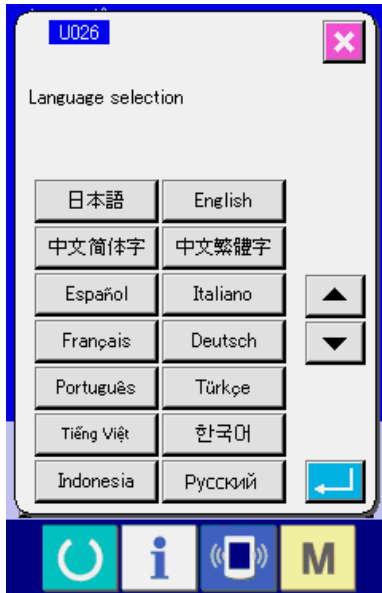 U026
Language selection
日本語 English
中文简体字 中文繁體字
Español Italiano
Français Deutsch
Português Türkçe
Tiếng Việt 한국어
Indonesia Русский
i M